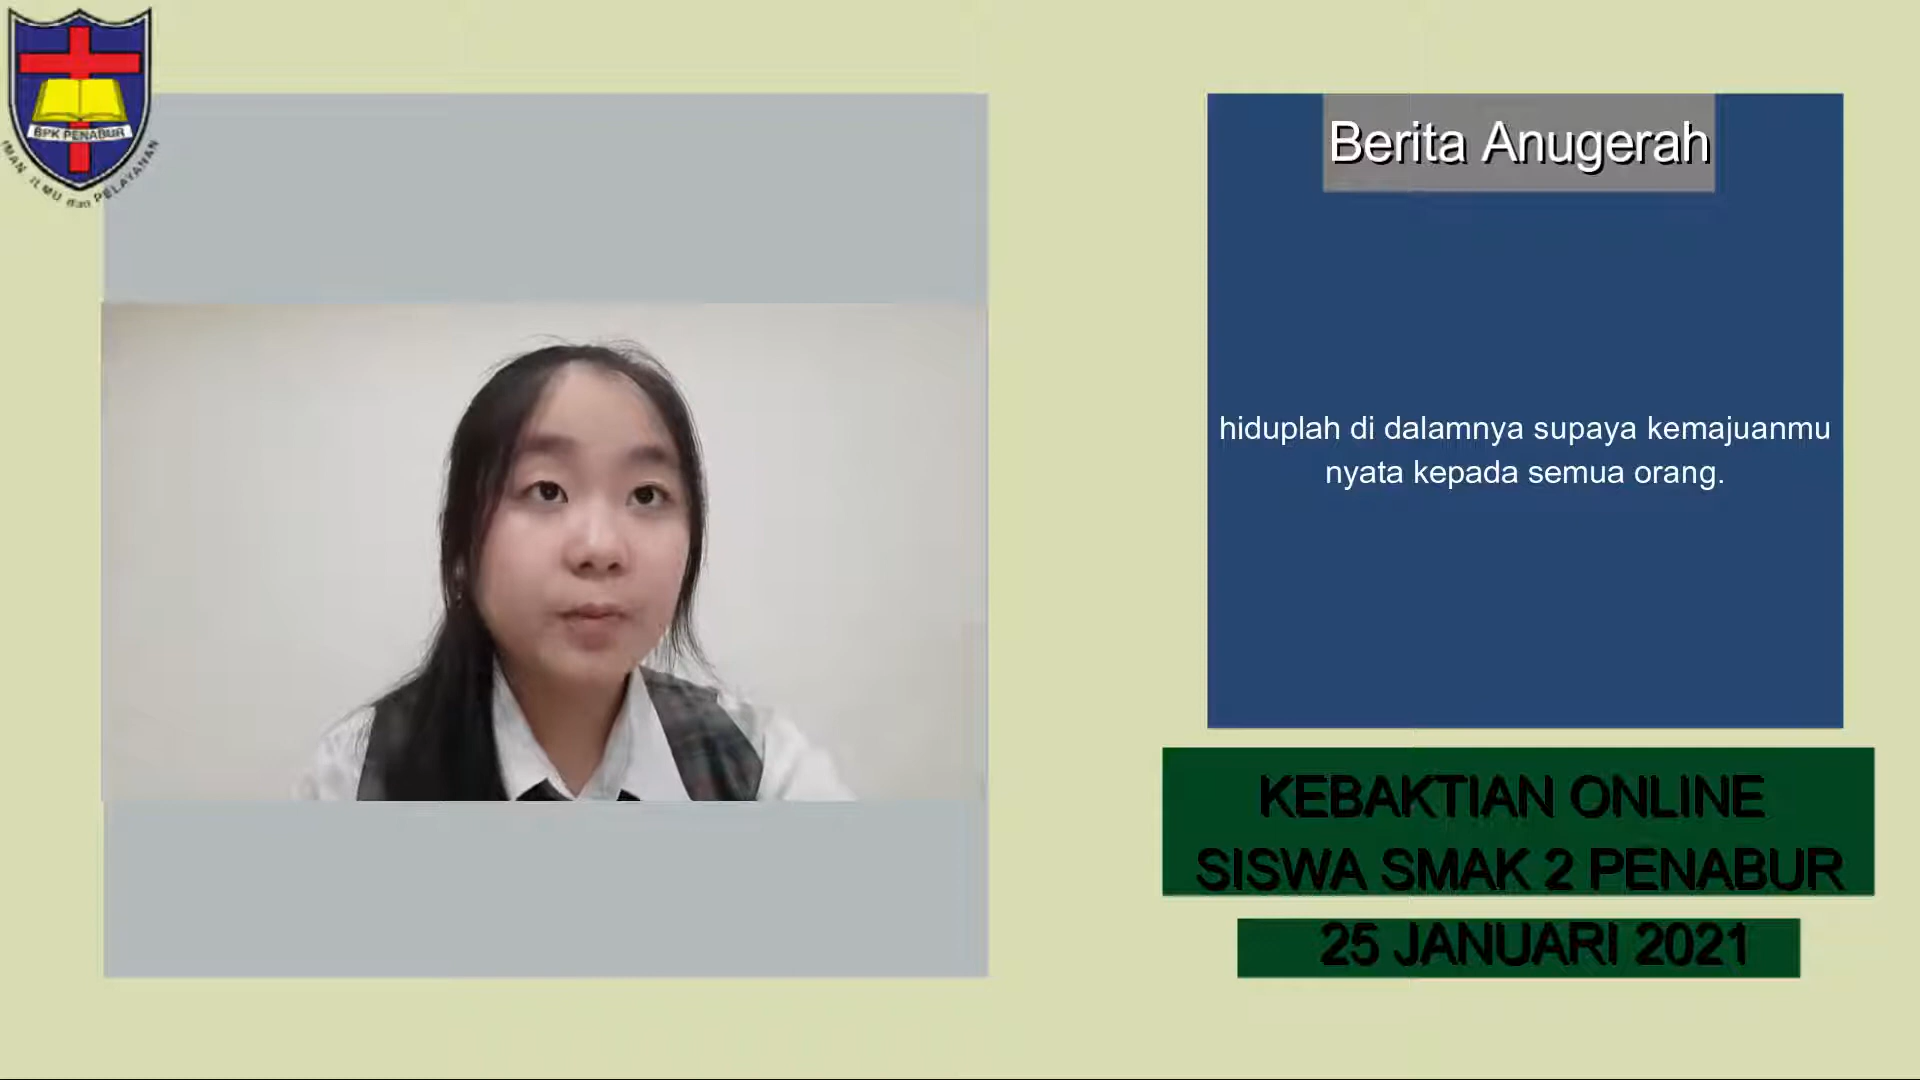 BPK PENABUR
IMAN ILMU dan PELAYANAN
Berita Anugerah
hiduplah di dalamnya supaya kemajuanmu
nyata kepada semua orang.
KEBAKTIAN ONLINE
SISWA SMAK 2 PENABUR
25 JANUARI 2021